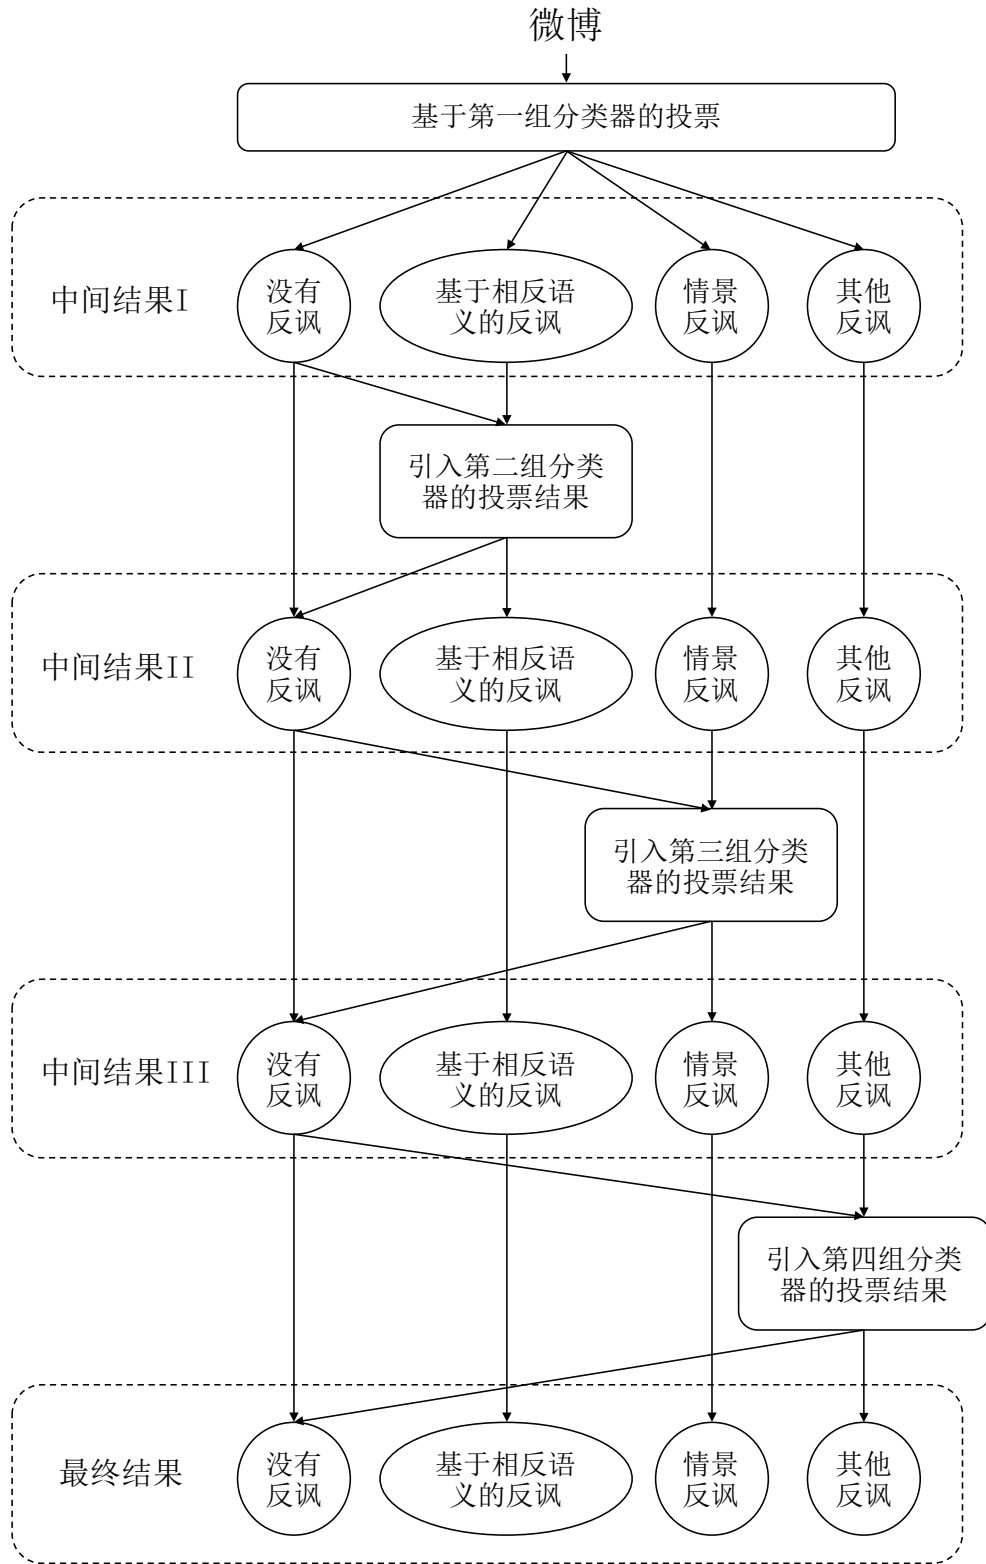 微博
基于第一组分类器的投票
中间结果I
没有
反讽
基于相反语
义的反讽
情景
反讽
其他
反讽
引入第二组分类
器的投票结果
中间结果II
没有
反讽
基于相反语
义的反讽
情景
反讽
其他
反讽
引入第三组分类
器的投票结果
中间结果III
没有
反讽
基于相反语
义的反讽
情景
反讽
其他
反讽
引入第四组分类
器的投票结果
最终结果
没有
反讽
基于相反语
义的反讽
情景
反讽
其他
反讽